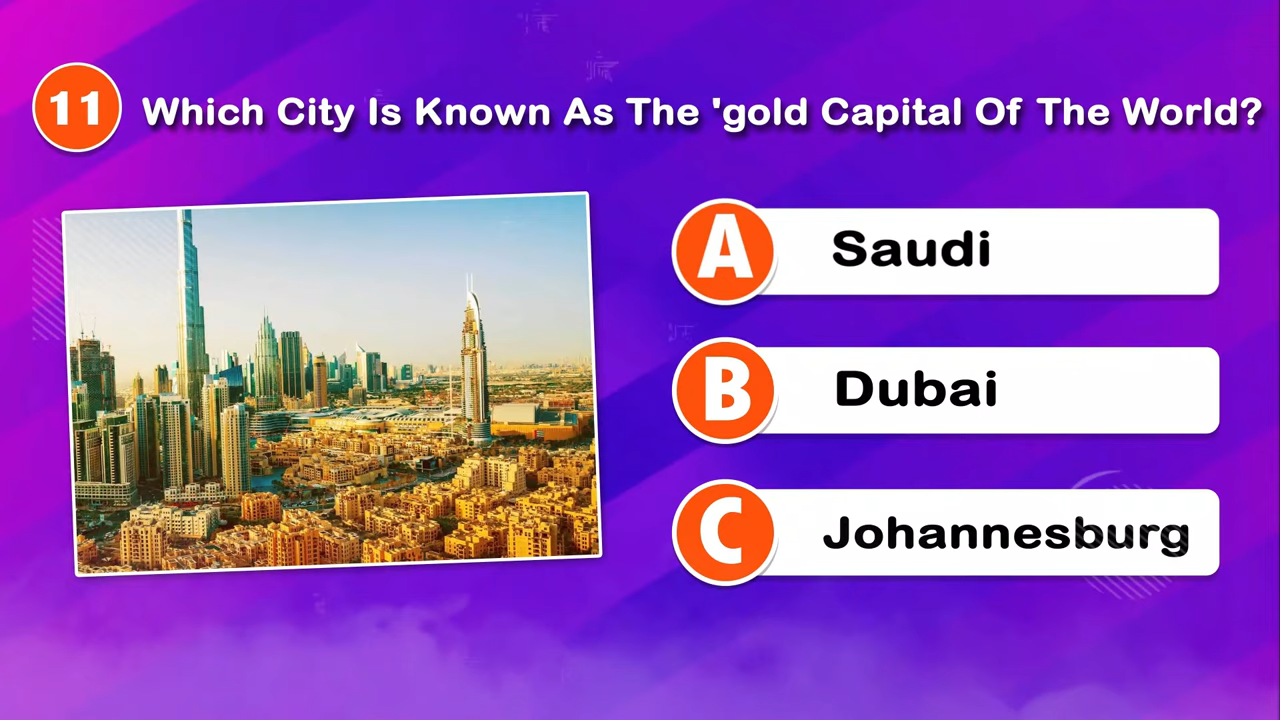 11 Which City Is Known As The 'gold Capital Of The World?
A Saudi
B Dubai
C Johannesburg